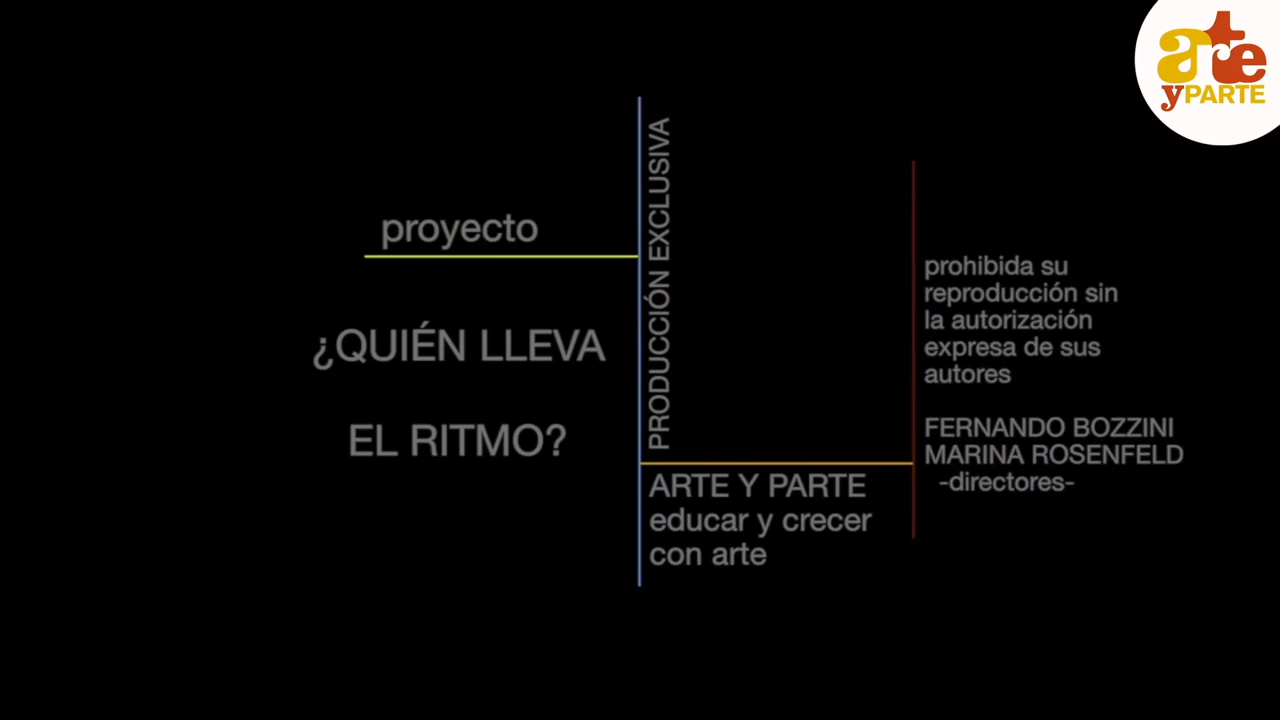 proyecto
¿QUIÉN LLEVA
EL RITMO?
PRODUCCIÓN EXCLUSIVA
ARTE Y PARTE
educar y crecer
con arte
prohibida su
reproducción sin
la autorización
expresa de sus
autores
FERNANDO BOZZINI
MARINA ROSENFELD
-directores-
arte
yPARTE